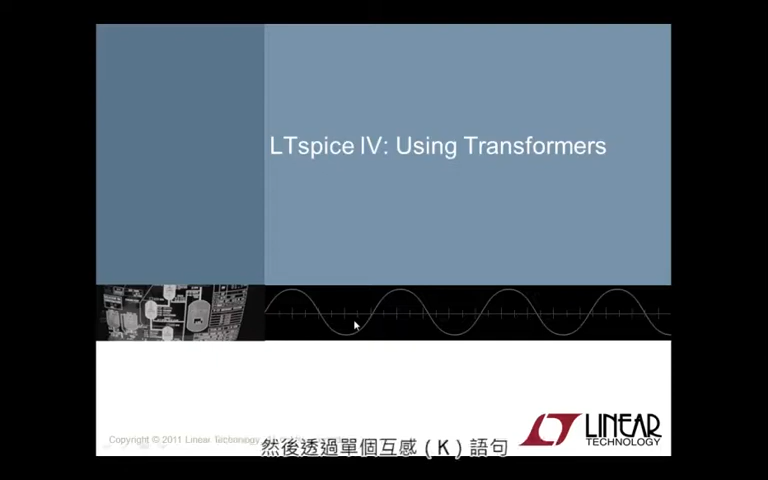 LTspice IV: Using Transformers
LT LINEAR
TECHNOLOGY
Copyright © 2011 Linear Technology.
然後透過單個互感（K）語句